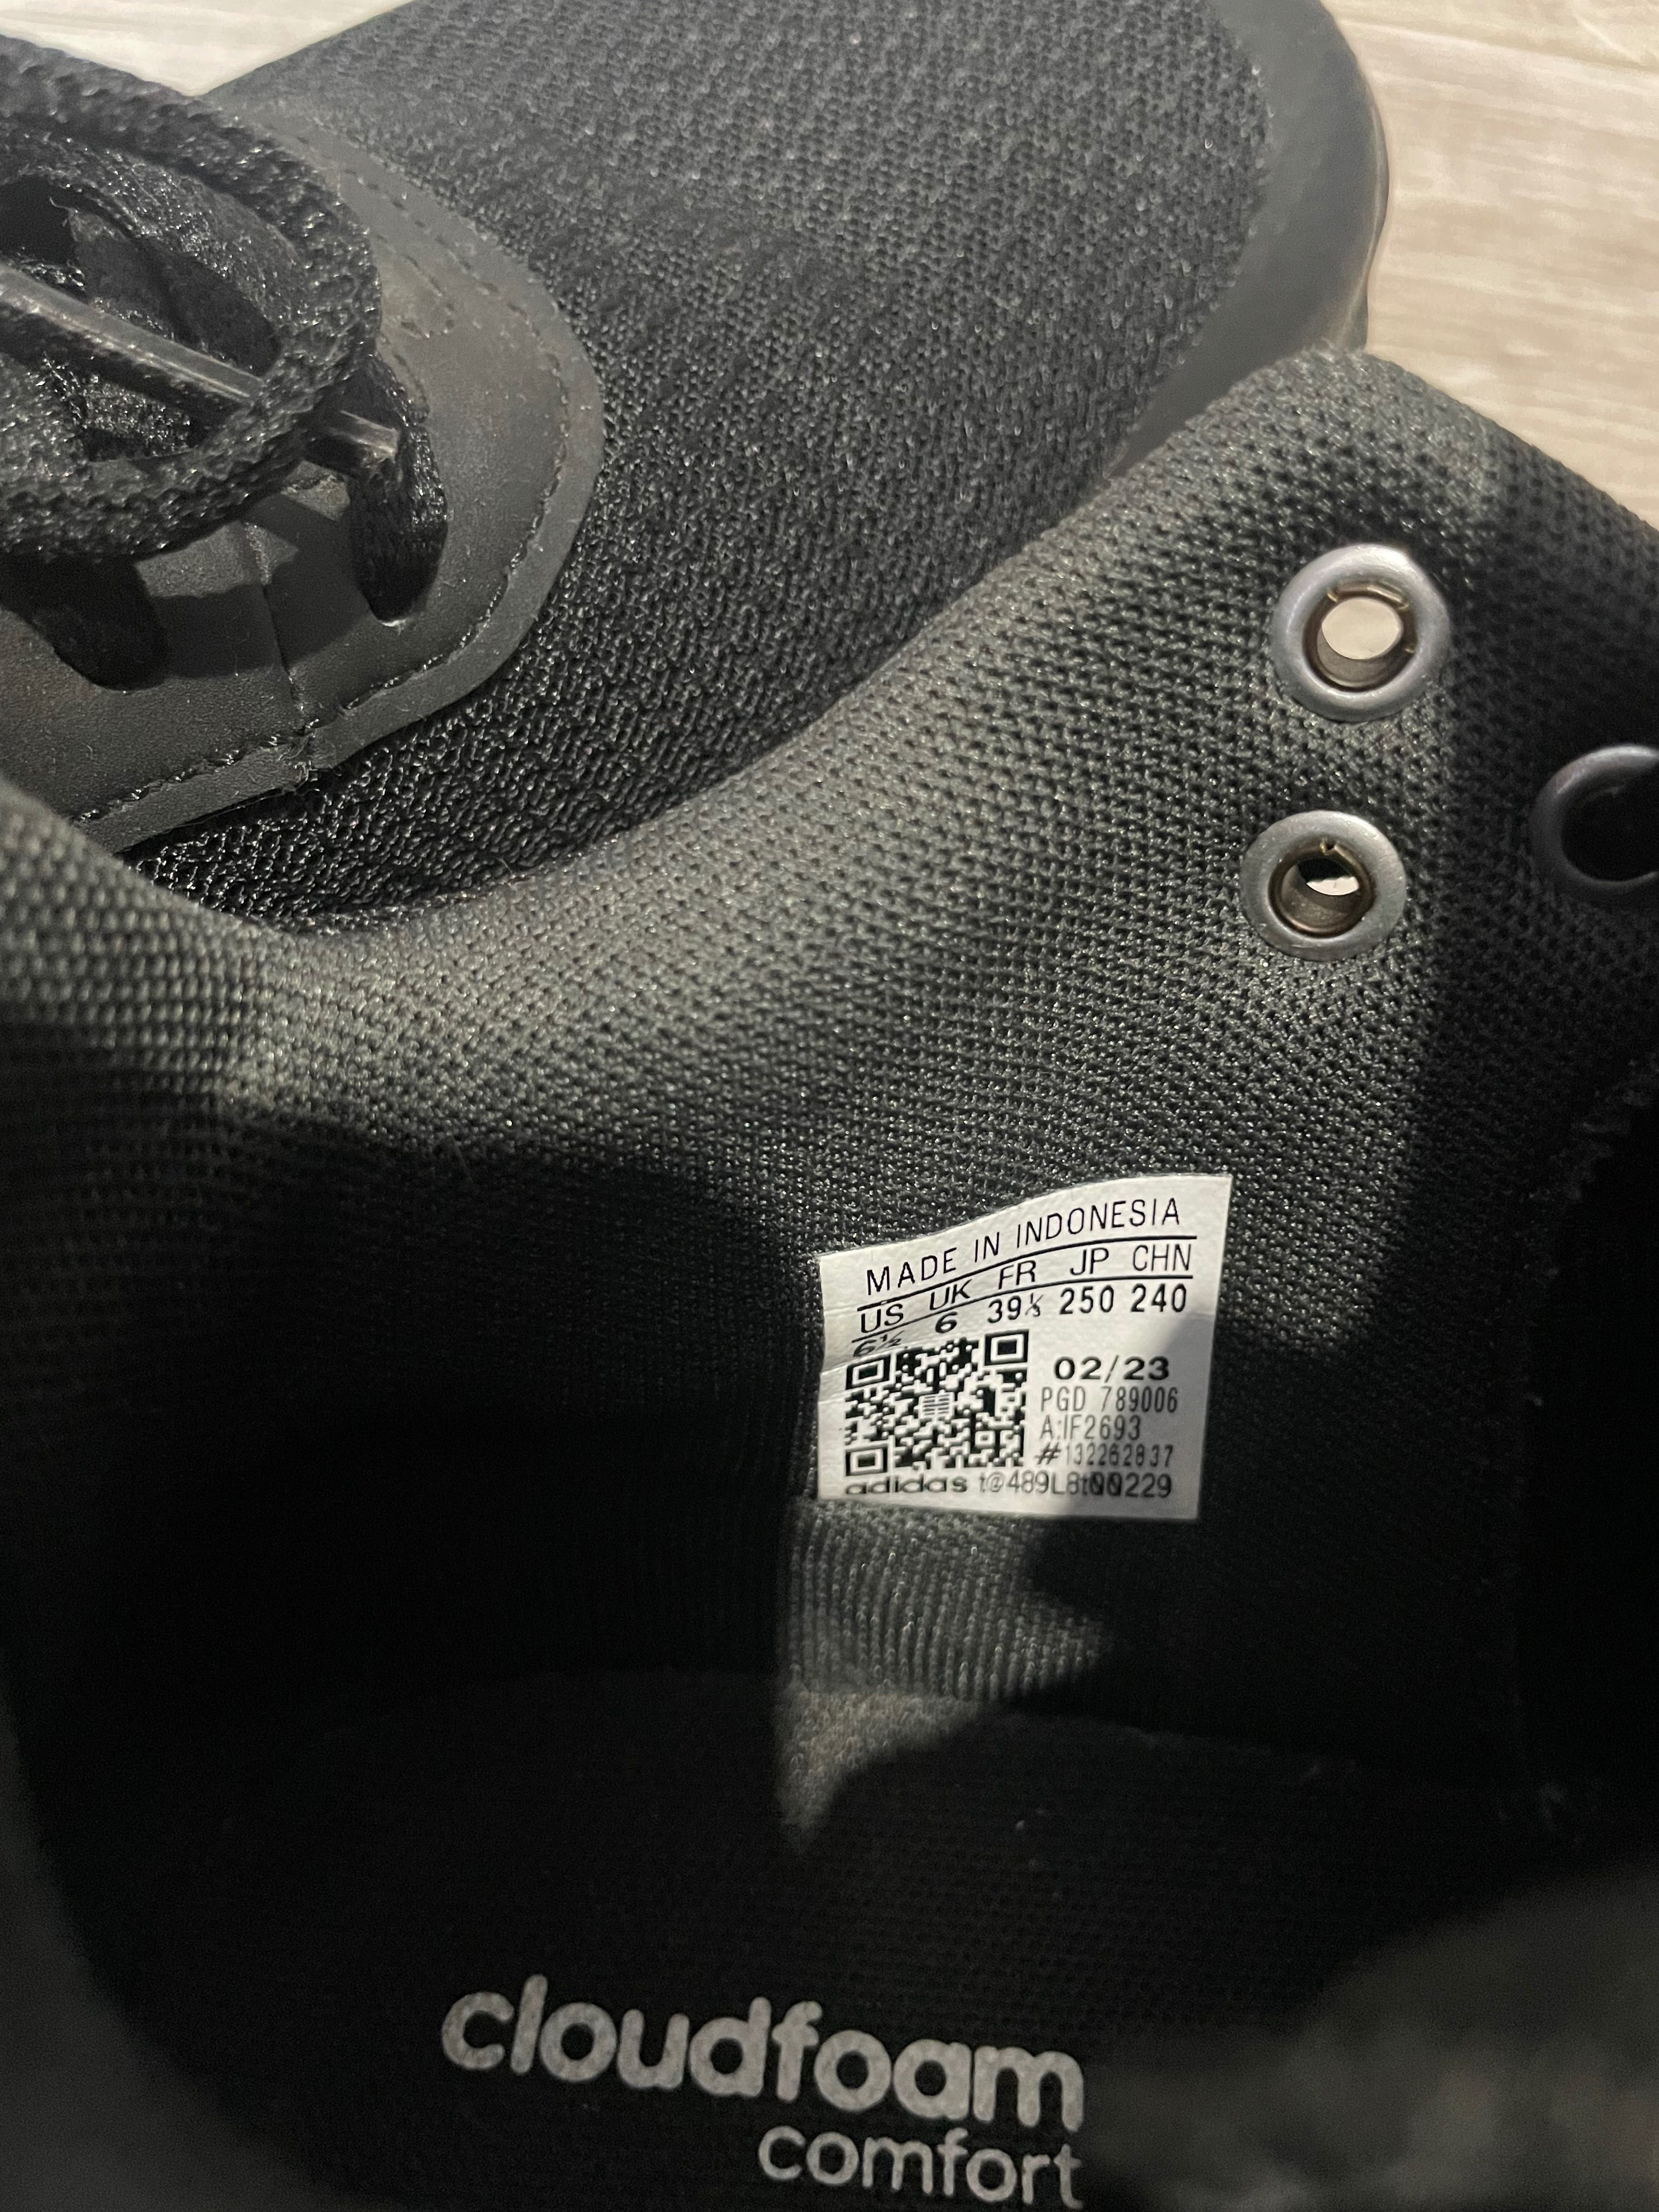 MADE IN INDONESIA
US UK FR JP CHN
6½ 6 39⅓ 250 240
02/23
PGD 789006
A:IF2693
#132262837
adidas t@489L8t00229
cloudfoam
comfort